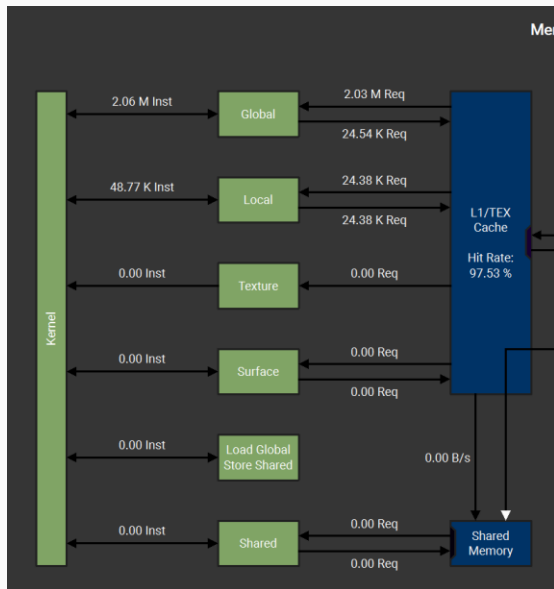 Mer
2.06 M Inst
Global
2.03 M Req
24.54 K Req
48.77 K Inst
Local
24.38 K Req
24.38 K Req
L1/TEX
Cache
Hit Rate:
97.53 %
0.00 Inst
Texture
0.00 Req
Kernel
0.00 Inst
Surface
0.00 Req
0.00 Req
0.00 Inst
Load Global
Store Shared
0.00 B/s
0.00 Inst
Shared
0.00 Req
0.00 Req
Shared
Memory